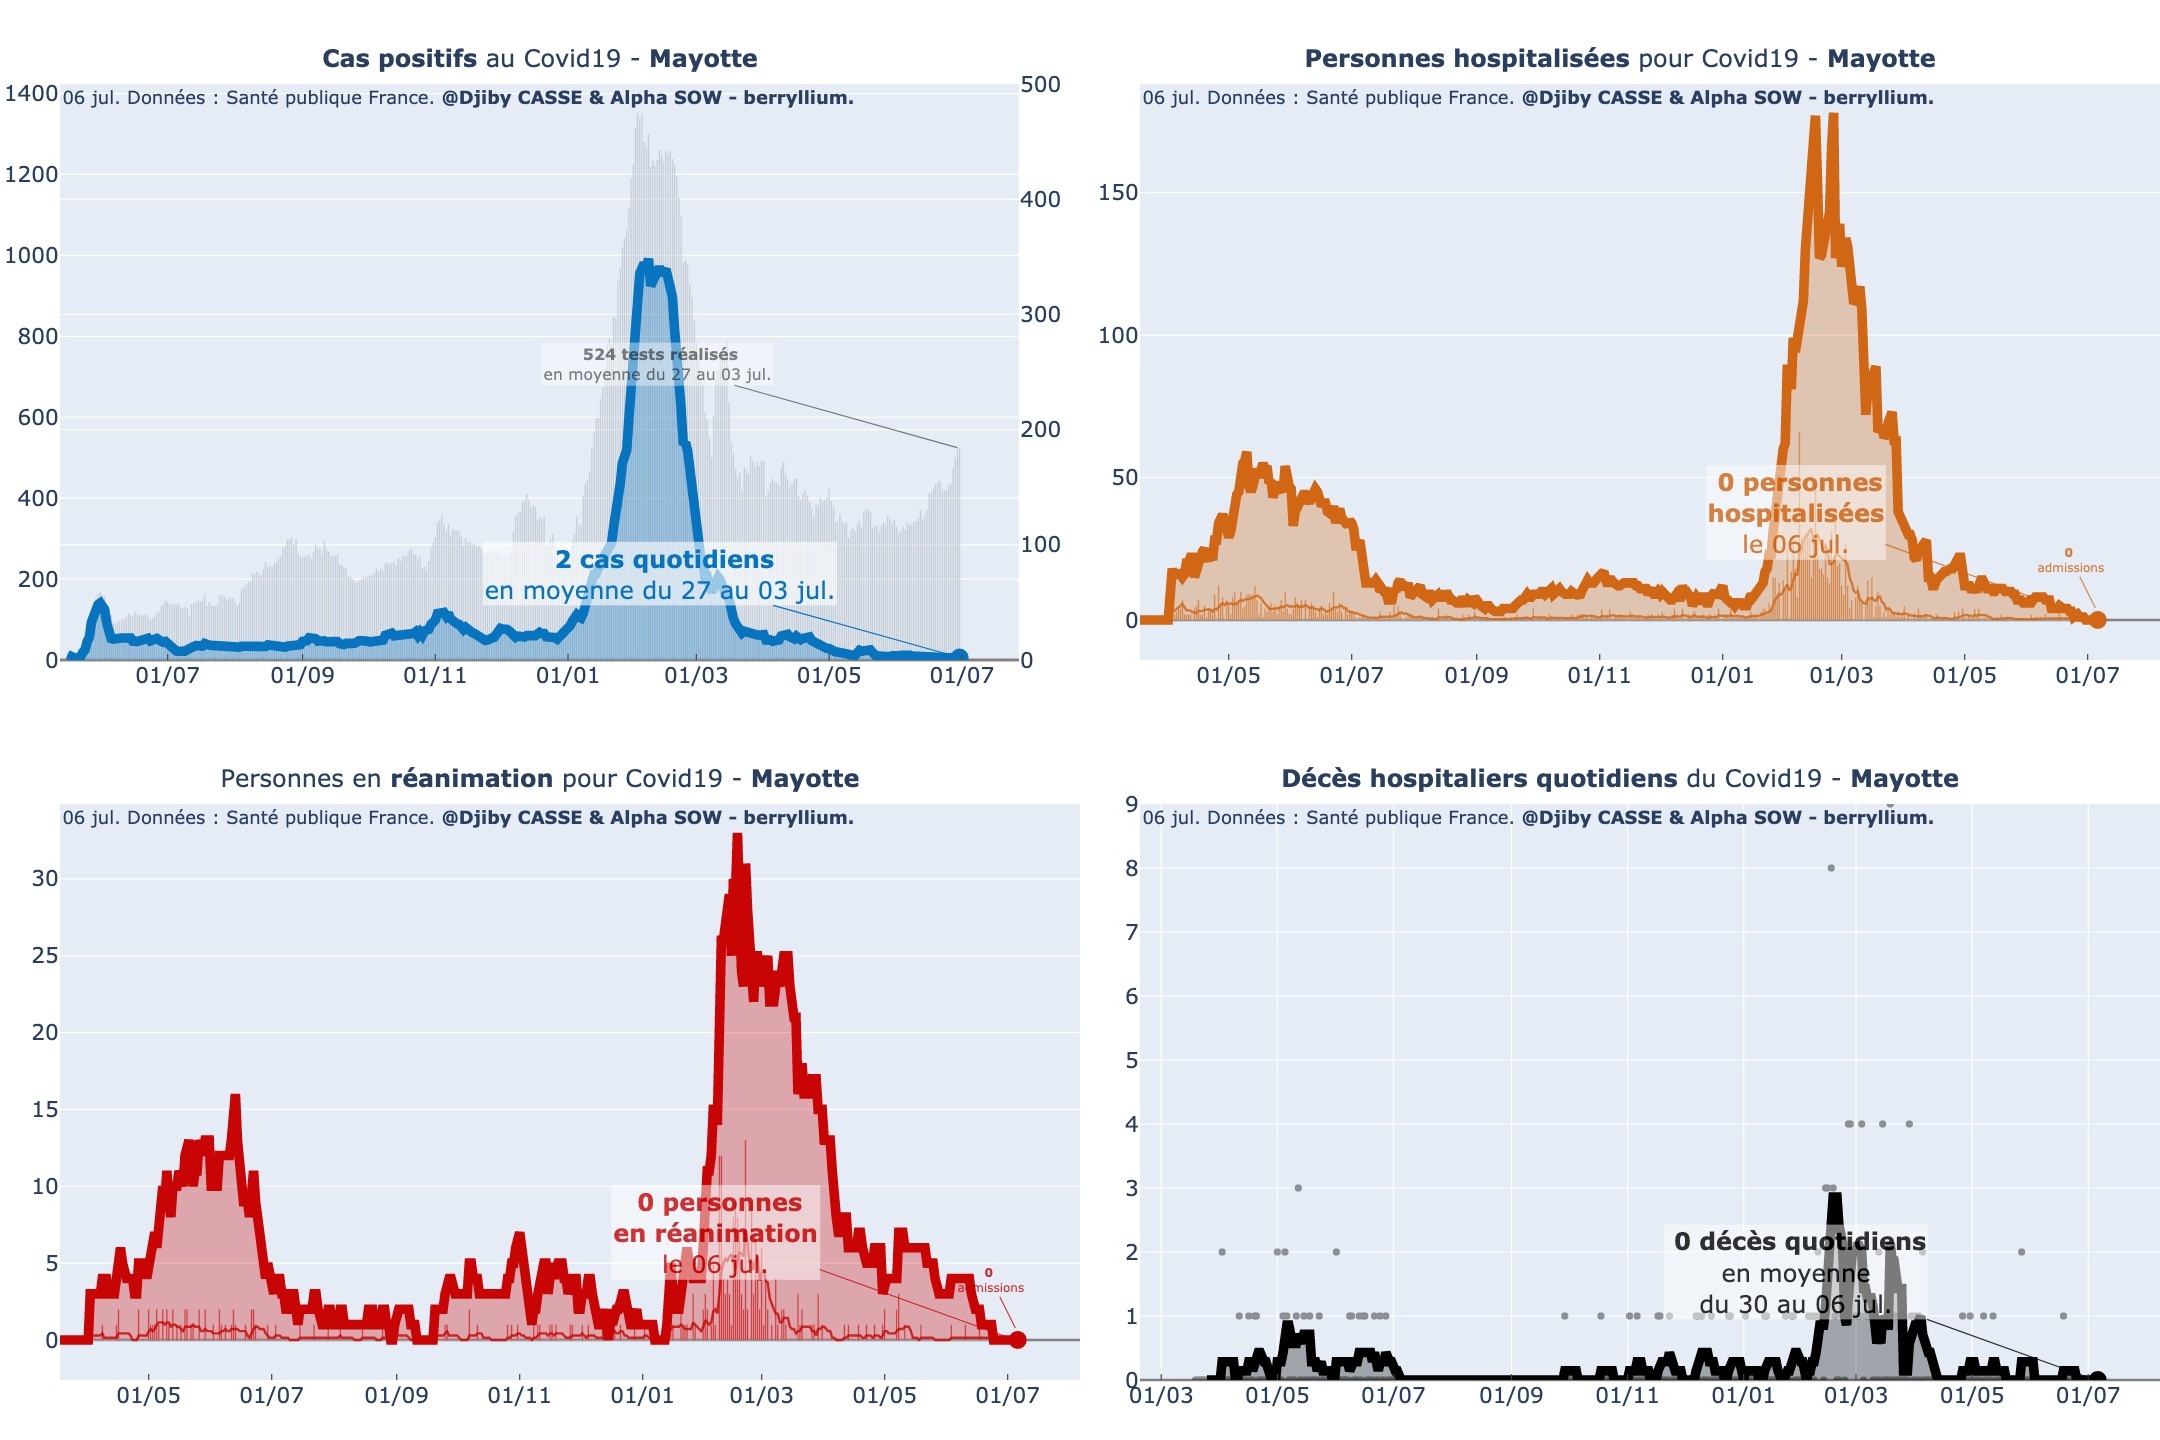 Cas positifs au Covid19 - Mayotte
06 jul. Données : Santé publique France. @Djiby CASSE & Alpha SOW - berryllium.
1400
1200
1000
800
600
400
200
0
500
400
300
200
100
0
524 tests réalisés
en moyenne du 27 au 03 jul.
2 cas quotidiens
en moyenne du 27 au 03 jul.
01/07 01/09 01/11 01/01 01/03 01/05 01/07
Personnes hospitalisées pour Covid19 - Mayotte
06 jul. Données : Santé publique France. @Djiby CASSE & Alpha SOW - berryllium.
150
100
50
0
0 personnes
hospitalisées
le 06 jul.
0
admissions
01/05 01/07 01/09 01/11 01/01 01/03 01/05 01/07
Personnes en réanimation pour Covid19 - Mayotte
06 jul. Données : Santé publique France. @Djiby CASSE & Alpha SOW - berryllium.
30
25
20
15
10
5
0
0 personnes
en réanimation
le 06 jul.
0
admissions
01/05 01/07 01/09 01/11 01/01 01/03 01/05 01/07
Décès hospitaliers quotidiens du Covid19 - Mayotte
06 jul. Données : Santé publique France. @Djiby CASSE & Alpha SOW - berryllium.
9
8
7
6
5
4
3
2
1
0
0 décès quotidiens
en moyenne
du 30 au 06 jul.
01/03 01/05 01/07 01/09 01/11 01/01 01/03 01/05 01/07